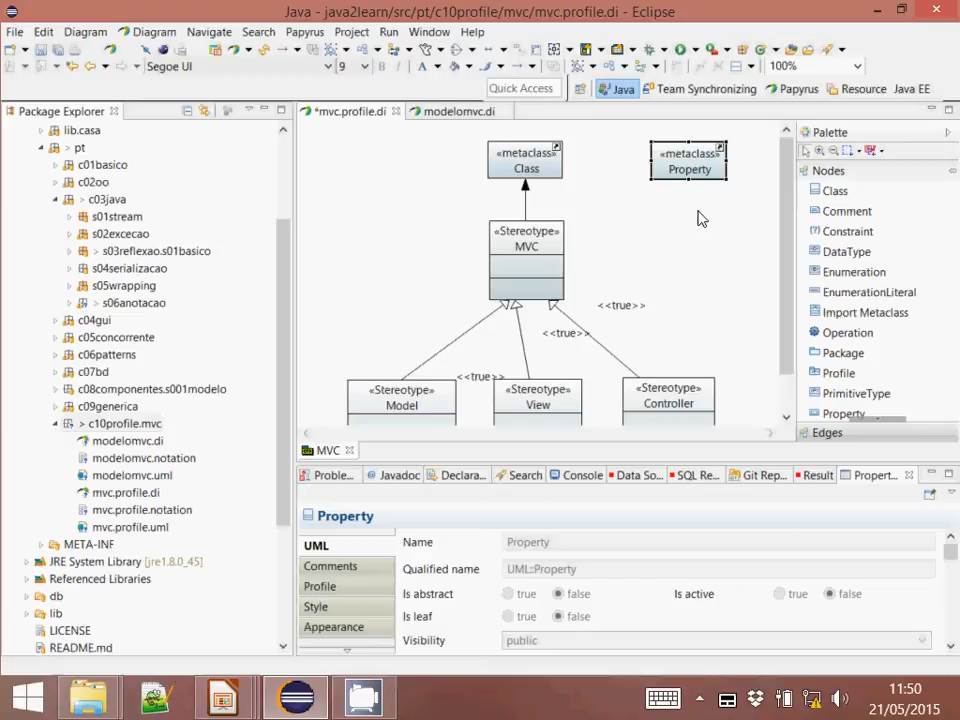 Java - java2learn/src/pt/c10profile/mvc/mvc.profile.di - Eclipse
File Edit Diagram Diagram Navigate Search Papyrus Project Run Window Help
Segoe UI 9 B I A 100%
Quick Access Java Team Synchronizing Papyrus Resource Java EE
Package Explorer
lib.casa
> pt
c01basico
c02oo
> c03java
s01stream
s02excecao
> s03reflexao.s01basico
s04serializacao
s05wrapping
> s06anotacao
c04gui
c05concorrente
c06patterns
c07bd
c08componentes.s001modelo
c09generica
> c10profile.mvc
modelomvc.di
modelomvc.notation
modelomvc.uml
mvc.profile.di
mvc.profile.notation
mvc.profile.uml
META-INF
JRE System Library [jre1.8.0_45]
Referenced Libraries
db
lib
LICENSE
README.md
*mvc.profile.di modelomvc.di
«metaclass»
Class
«metaclass»
Property
«Stereotype»
MVC
<<true>>
<<true>>
<<true>>
«Stereotype»
Model
«Stereotype»
View
«Stereotype»
Controller
MVC
Palette
Nodes
Class
Comment
Constraint
DataType
Enumeration
EnumerationLiteral
Import Metaclass
Operation
Package
Profile
PrimitiveType
Property
Edges
Proble... Javadoc Declara... Search Console Data So... SQL Re... Git Rep... Result Propert...
Property
UML
Comments
Profile
Style
Appearance
Name Property
Qualified name UML::Property
Is abstract true false Is active true false
Is leaf true false
Visibility public
11:50
21/05/2015